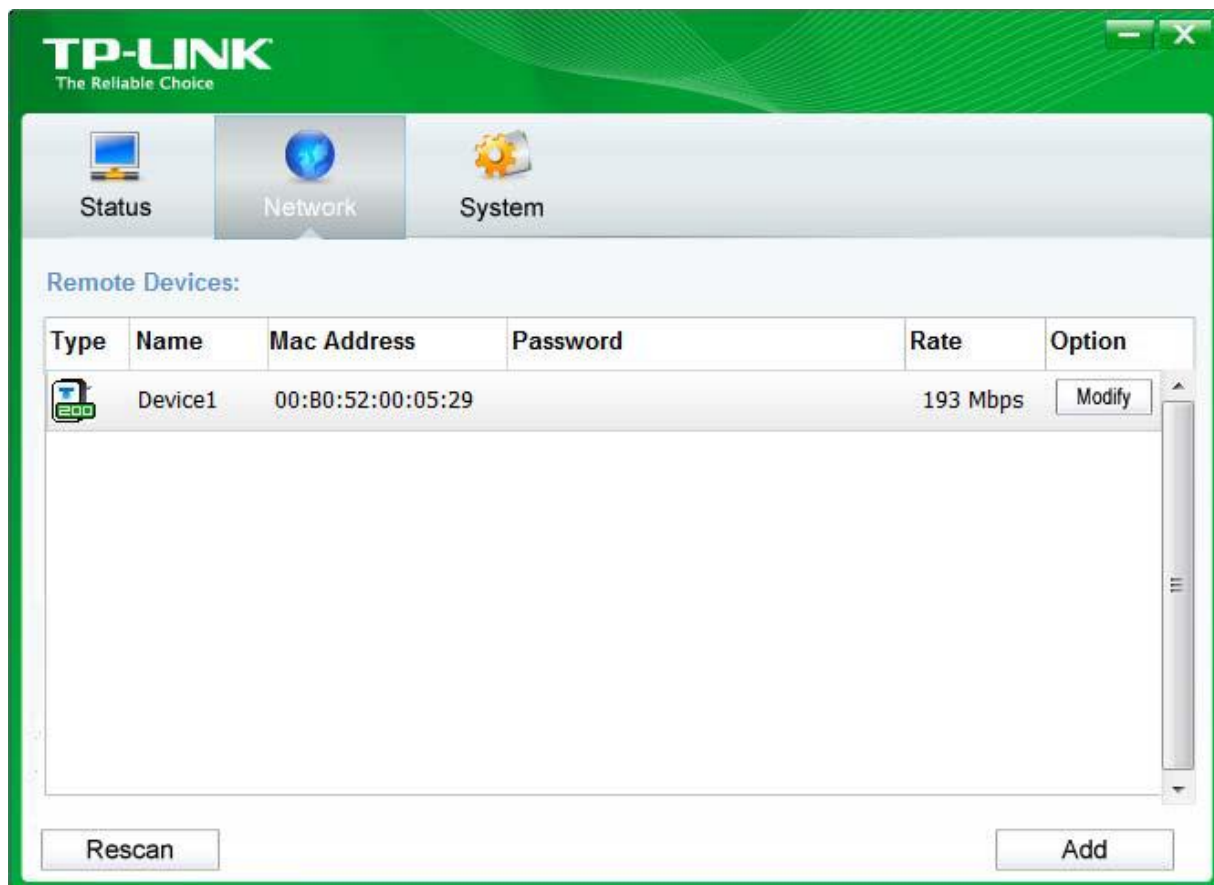 TP-LINK
The Reliable Choice
Status Network System
Remote Devices:
Type Name Mac Address Password Rate Option
T 200 Device1 00:B0:52:00:05:29 193 Mbps Modify
Rescan Add